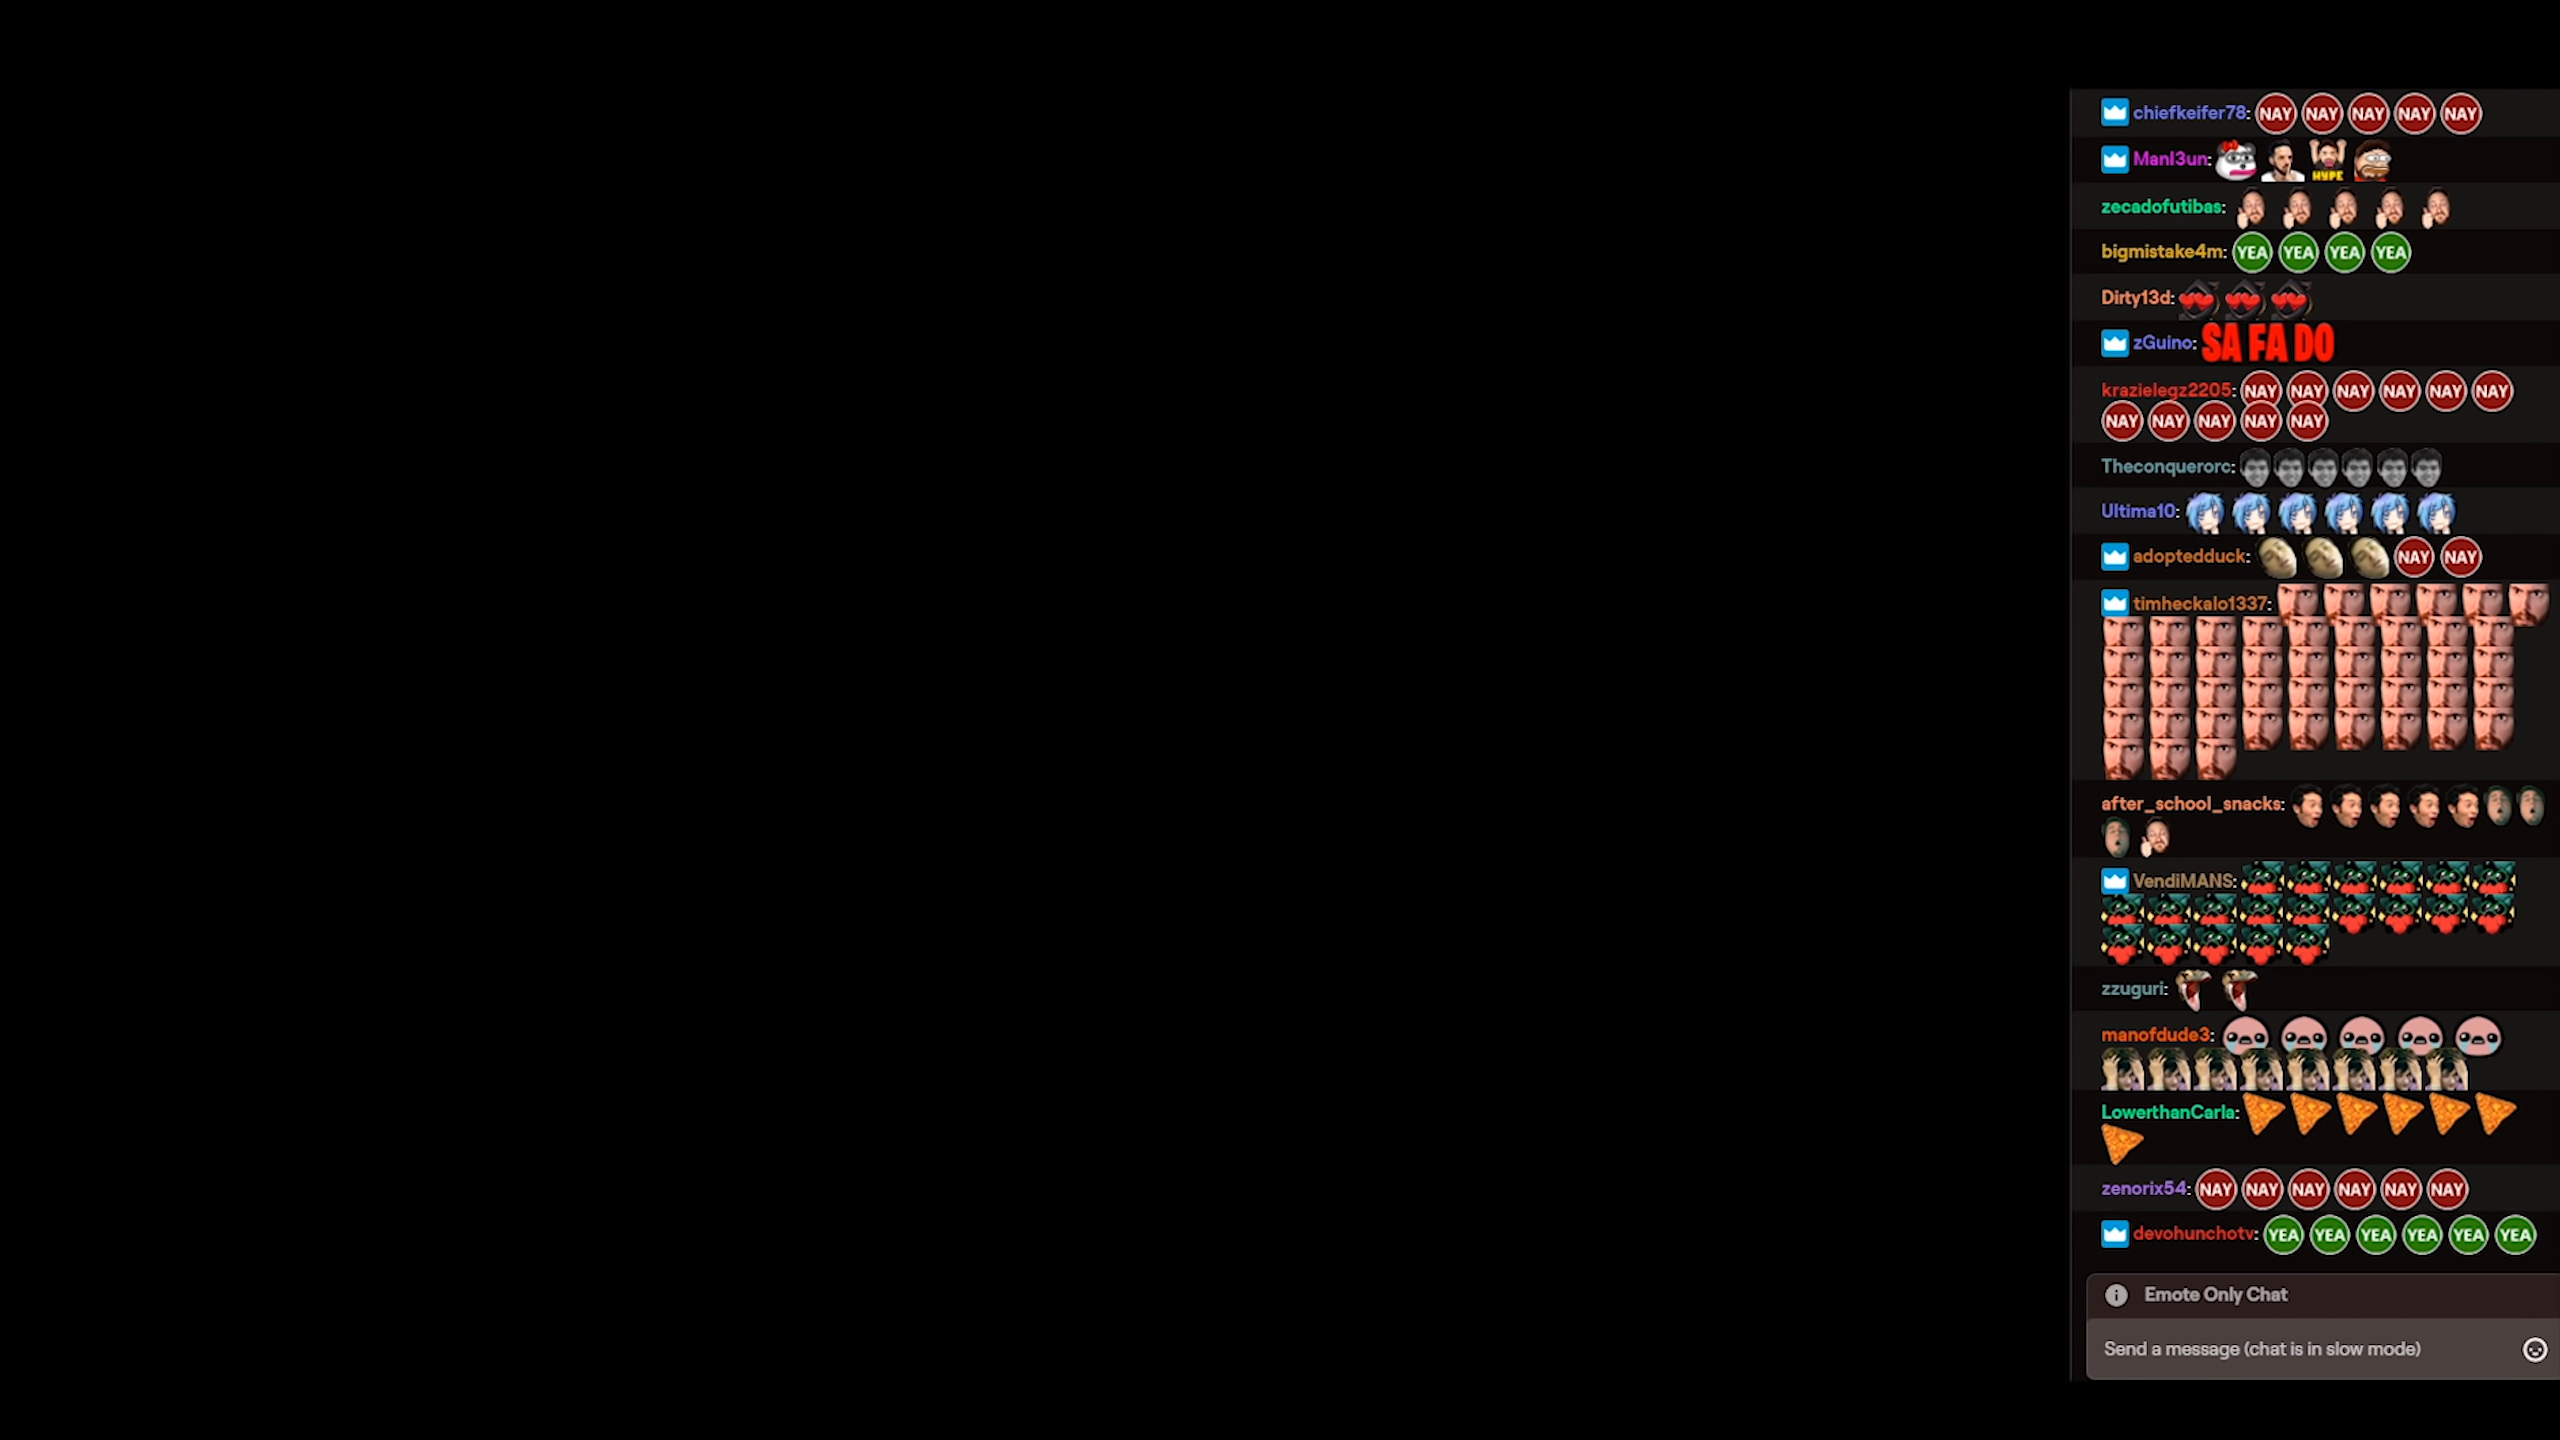 chiefkeifer78: NAY NAY NAY NAY NAY
Manl3un: HYPE
zecadofutibas:
bigmistake4m: YEA YEA YEA YEA
Dirty13d:
zGuino: SA FA DO
krazielegz2205: NAY NAY NAY NAY NAY NAY
NAY NAY NAY NAY NAY
Theconquerorc:
Ultima10:
adoptedduck: NAY NAY
timheckalo1337:
after_school_snacks:
VendiMANS:
zzuguri:
manofdude3:
LowerthanCarla:
zenorix54: NAY NAY NAY NAY NAY NAY
devohunchotv: YEA YEA YEA YEA YEA YEA
Emote Only Chat
Send a message (chat is in slow mode)